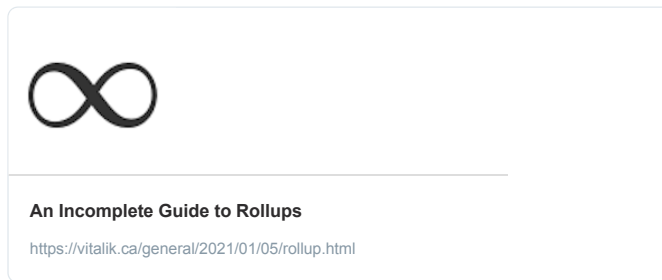 An Incomplete Guide to Rollups
https://vitalik.ca/general/2021/01/05/rollup.html